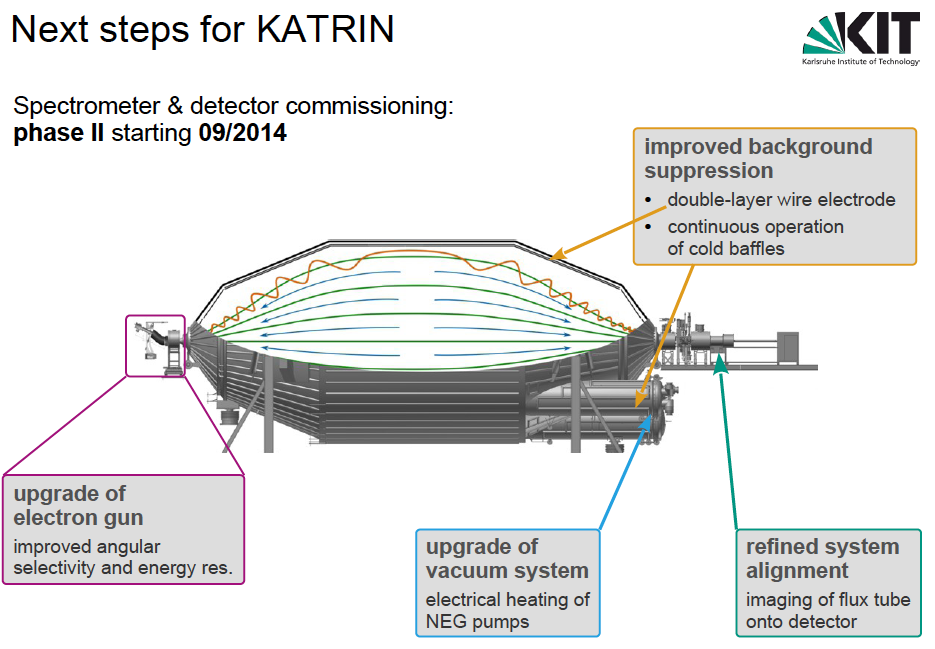 Next steps for KATRIN
KIT
Karlsruhe Institute of Technology
Spectrometer & detector commissioning:
phase II starting 09/2014
improved background
suppression
• double-layer wire electrode
• continuous operation
of cold baffles
upgrade of
electron gun
improved angular
selectivity and energy res.
upgrade of
vacuum system
electrical heating of
NEG pumps
refined system
alignment
imaging of flux tube
onto detector